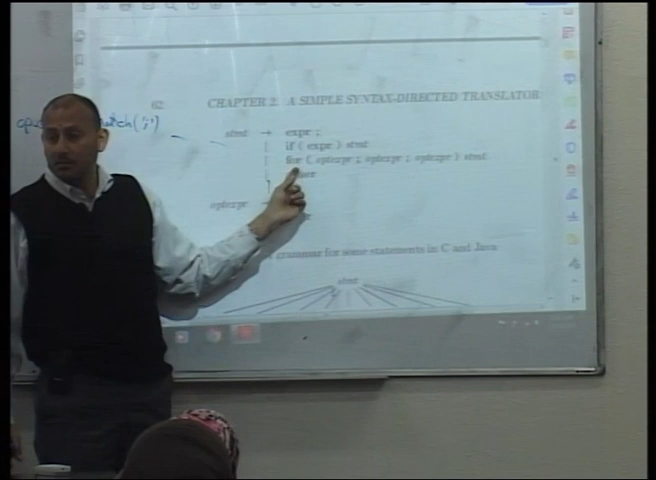 62 CHAPTER 2. A SIMPLE SYNTAX-DIRECTED TRANSLATOR
match(';')
stmt → expr ;
| if ( expr ) stmt
| for ( optexpr ; optexpr ; optexpr ) stmt
|
optexpr
grammar for some statements in C and Java
stmt